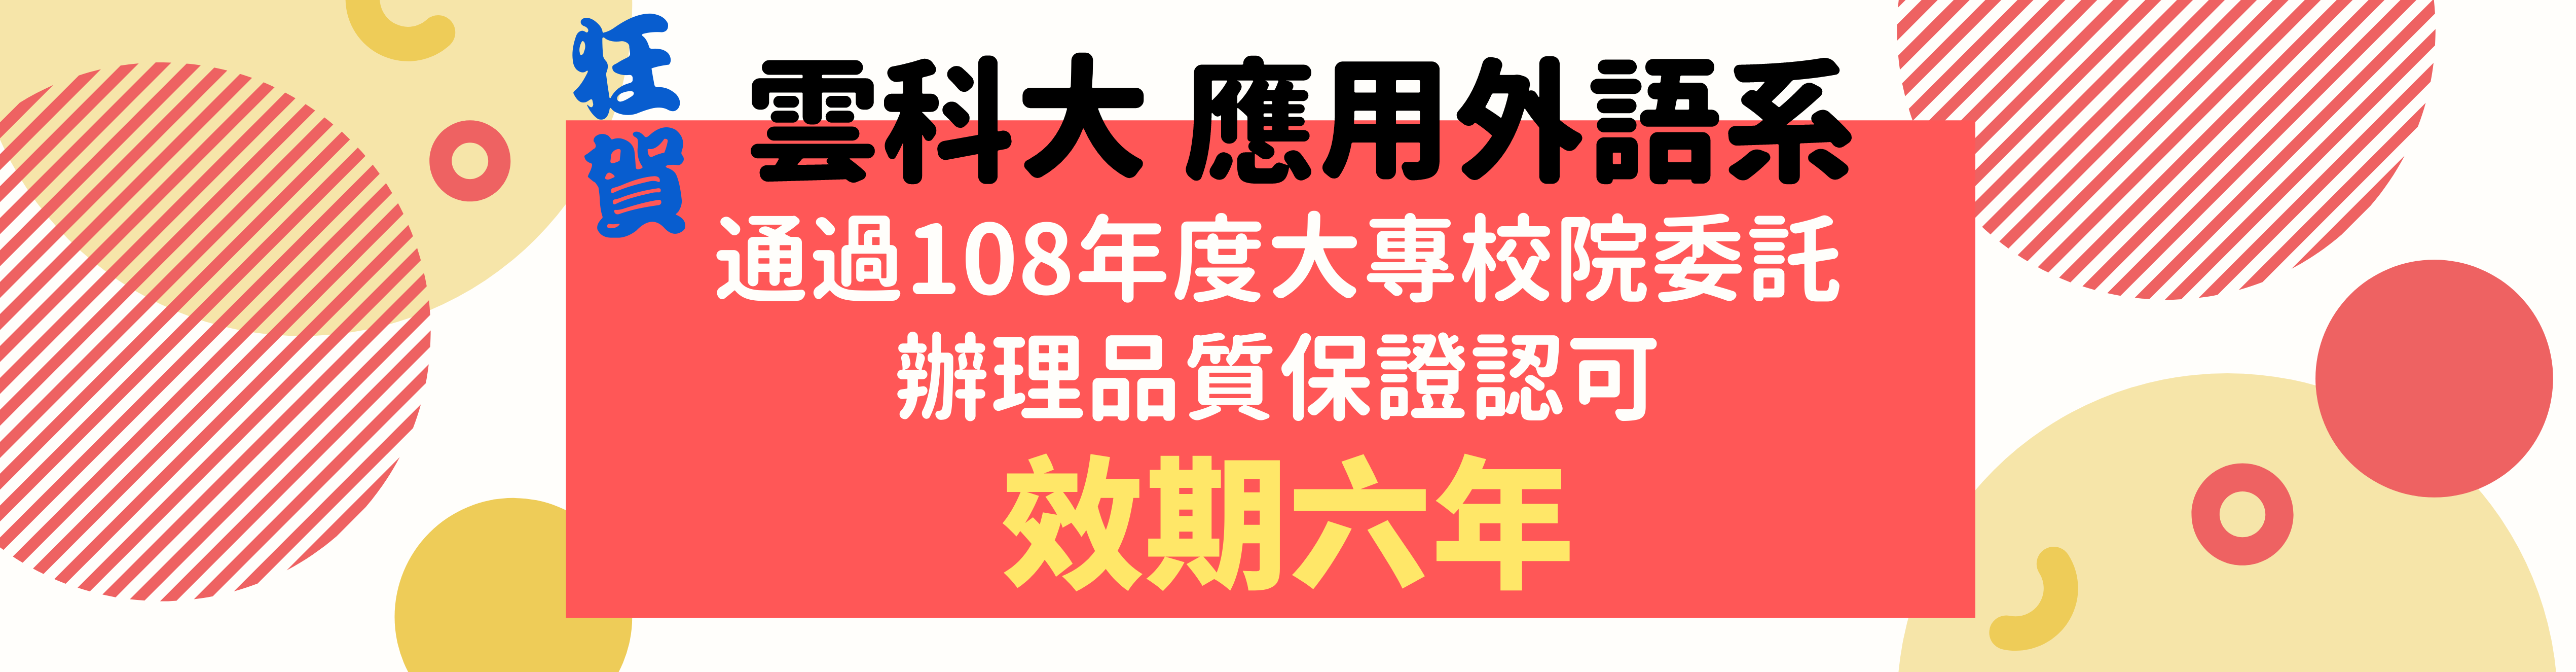 狂賀
雲科大 應用外語系
通過108年度大專校院委託
辦理品質保證認可
效期六年